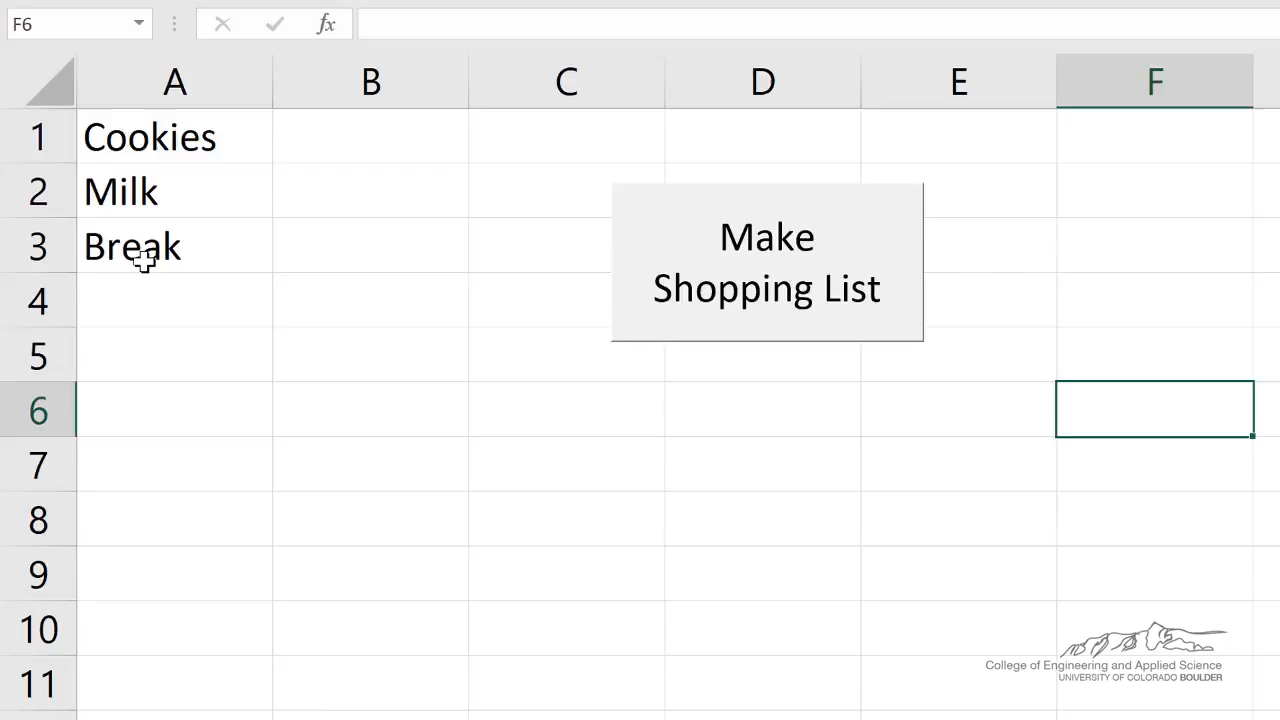 F6 fx
A B C D E F
1 Cookies
2 Milk
3 Break
Make
Shopping List
4
5
6
7
8
9
10
11
College of Engineering and Applied Science
UNIVERSITY OF COLORADO BOULDER